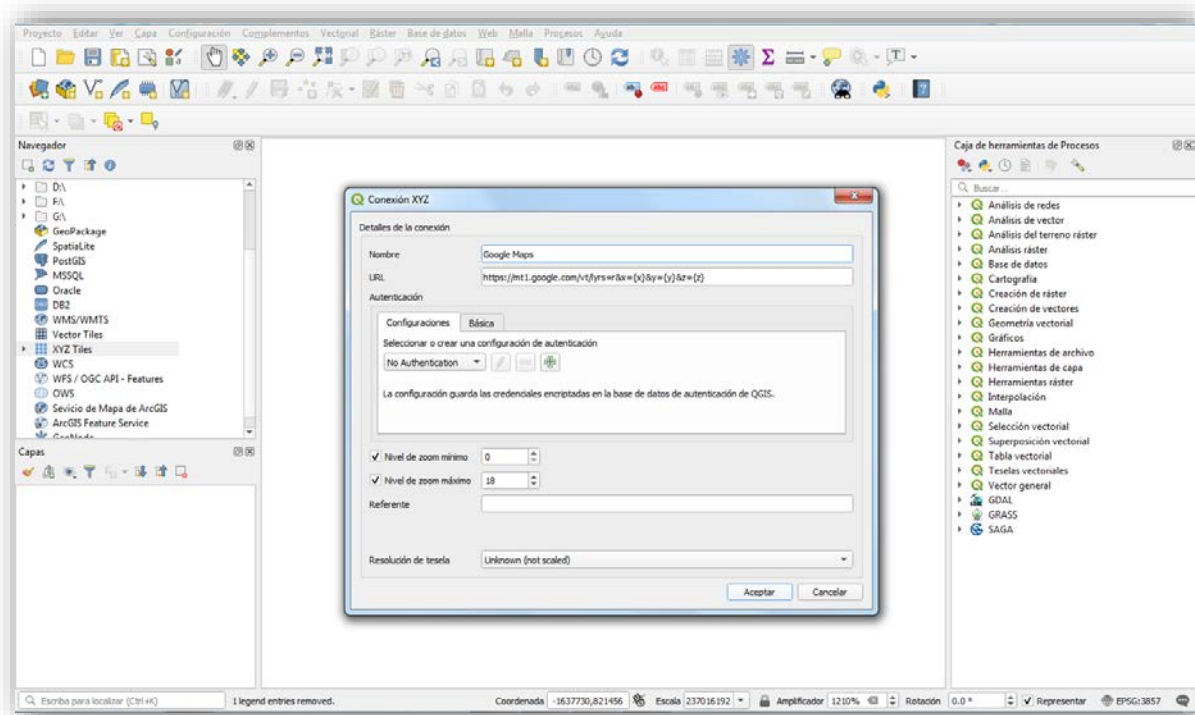 Proyecto Editar Ver Capa Configuración Complementos Vectorial Ráster Base de datos Web Malla Procesos Ayuda
Navegador
D:\
F:\
G:\
GeoPackage
SpatiaLite
PostGIS
MSSQL
Oracle
DB2
WMS/WMTS
Vector Tiles
XYZ Tiles
WCS
WFS / OGC API - Features
OWS
Sevicio de Mapa de ArcGIS
ArcGIS Feature Service
GeoNode
Capas
Conexión XYZ
Detalles de la conexión
Nombre Google Maps
URL https://mt1.google.com/vt/lyrs=r&x={x}&y={y}&z={z}
Autenticación
Configuraciones Básica
Seleccionar o crear una configuración de autenticación
No Authentication
La configuración guarda las credenciales encriptadas en la base de datos de autenticación de QGIS.
Nivel de zoom mínimo 0
Nivel de zoom máximo 18
Referente
Resolución de tesela Unknown (not scaled)
Aceptar Cancelar
Caja de herramientas de Procesos
Buscar...
Análisis de redes
Análisis de vector
Análisis del terreno ráster
Análisis ráster
Base de datos
Cartografía
Creación de ráster
Creación de vectores
Geometría vectorial
Gráficos
Herramientas de archivo
Herramientas de capa
Herramientas ráster
Interpolación
Malla
Selección vectorial
Superposición vectorial
Tabla vectorial
Teselas vectoriales
Vector general
GDAL
GRASS
SAGA
Escriba para localizar (Ctrl+K) 1 legend entries removed. Coordenada -1637730,821456 Escala 237016192 Amplificador 1210% Rotación 0.0 ° Representar EPSG:3857